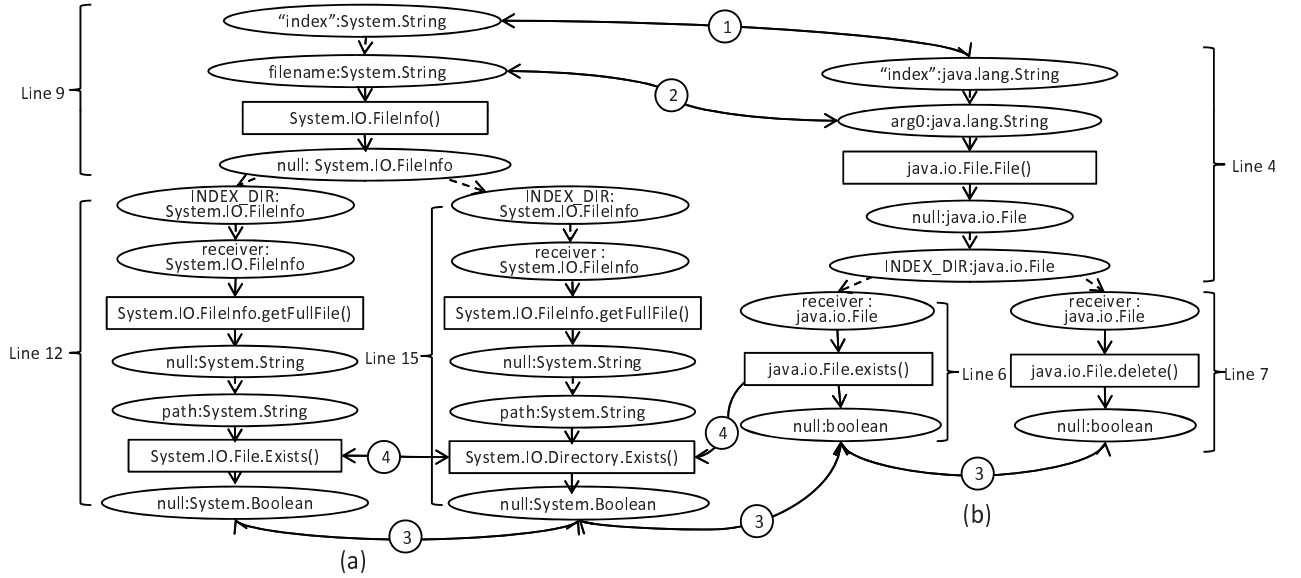 "index":System.String
1
filename:System.String
"index":java.lang.String
Line 9
2
System.IO.FileInfo()
arg0:java.lang.String
null: System.IO.FileInfo
java.io.File.File()
Line 4
INDEX_DIR:
System.IO.FileInfo
INDEX_DIR:
System.IO.FileInfo
null:java.io.File
receiver:
System.IO.FileInfo
receiver :
System.IO.FileInfo
INDEX_DIR:java.io.File
System.IO.FileInfo.getFullFile()
System.IO.FileInfo.getFullFile()
receiver :
java.io.File
receiver :
java.io.File
Line 12
null:System.String
Line 15
null:System.String
java.io.File.exists()
Line 6
java.io.File.delete()
Line 7
path:System.String
path:System.String
null:boolean
null:boolean
4
System.IO.File.Exists()
4
System.IO.Directory.Exists()
3
null:System.Boolean
null:System.Boolean
3
3
(b)
(a)